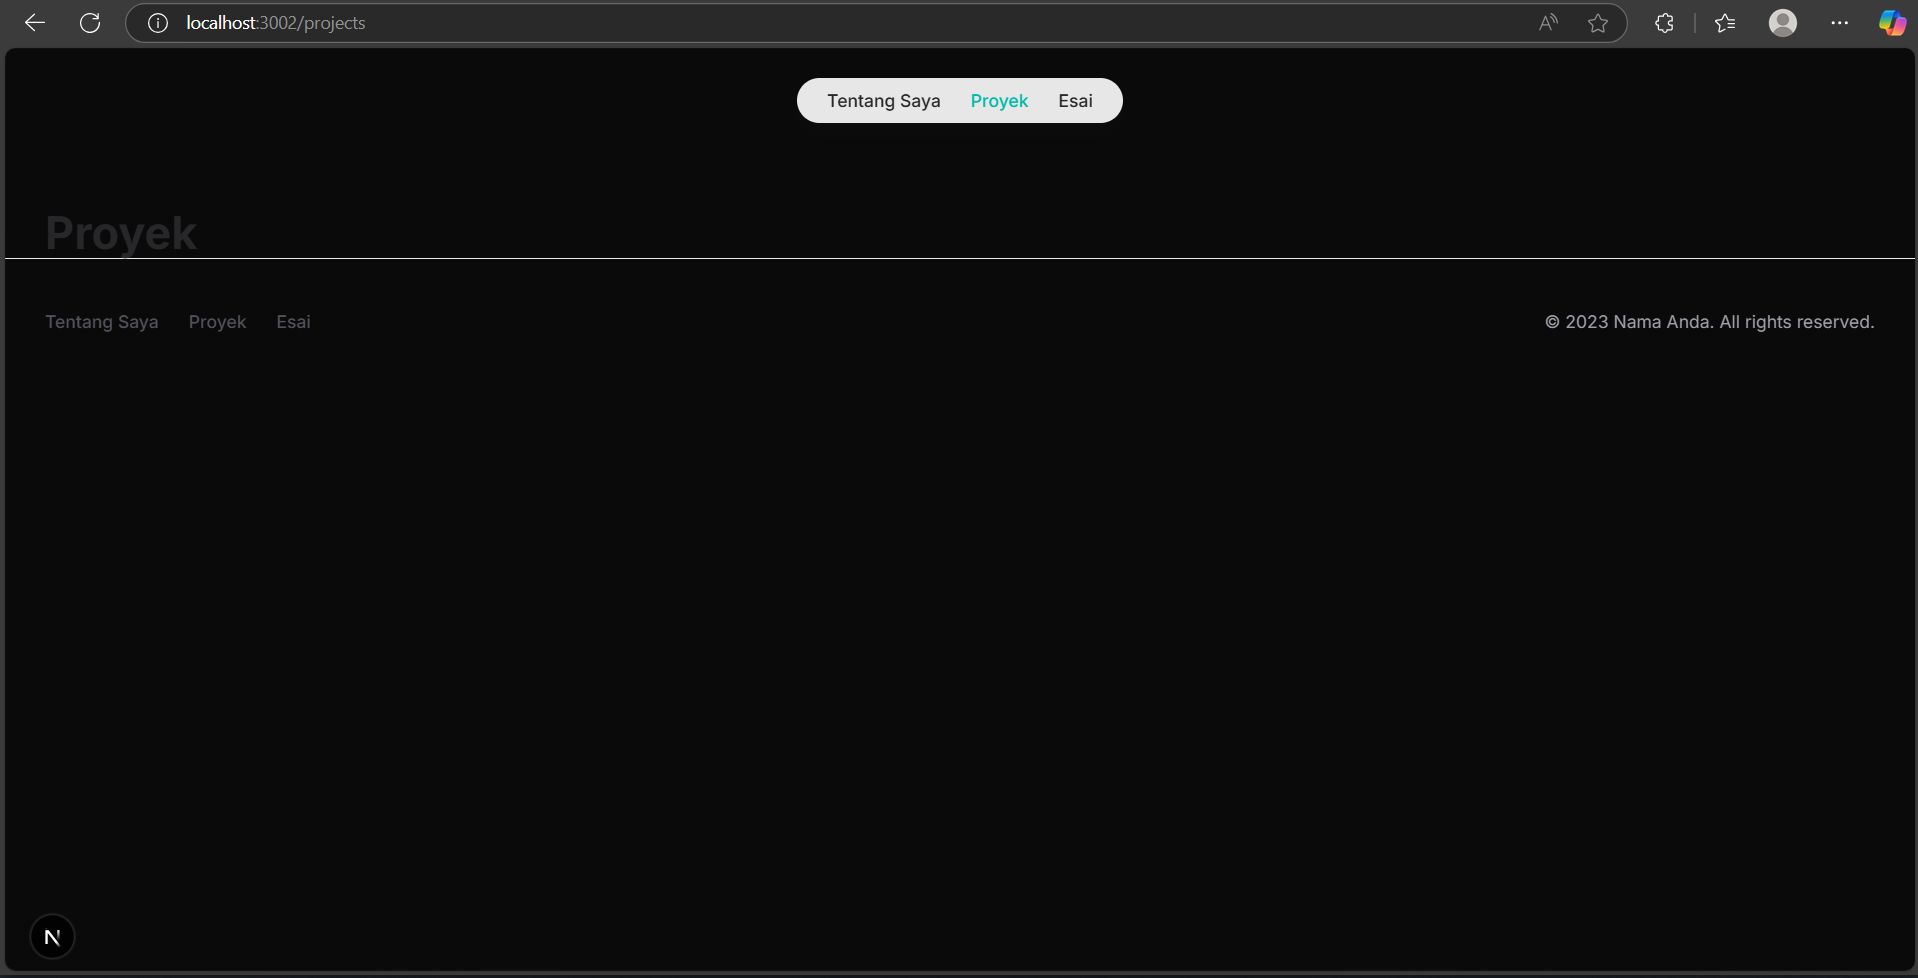 localhost:3002/projects
Tentang Saya Proyek Esai
Proyek
Tentang Saya Proyek Esai
© 2023 Nama Anda. All rights reserved.
N